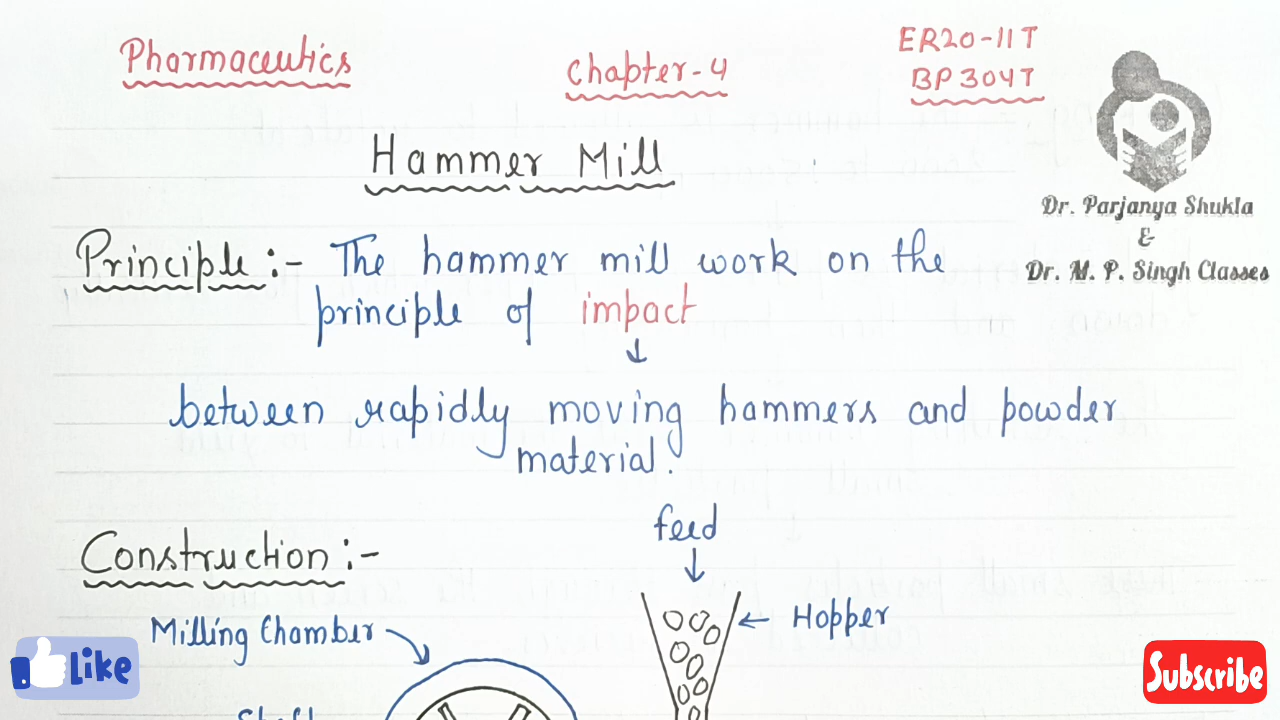 Pharmaceutics
Chapter-4
ER20-11T
BP304T
Hammer Mill
Dr. Parjanya Shukla
&
Dr. M. P. Singh Classes
Principle :- The hammer mill work on the
principle of impact
↓
between rapidly moving hammers and powder
material.
Construction :-
feed
↓
Milling Chamber
← Hopper
Like
Subscribe